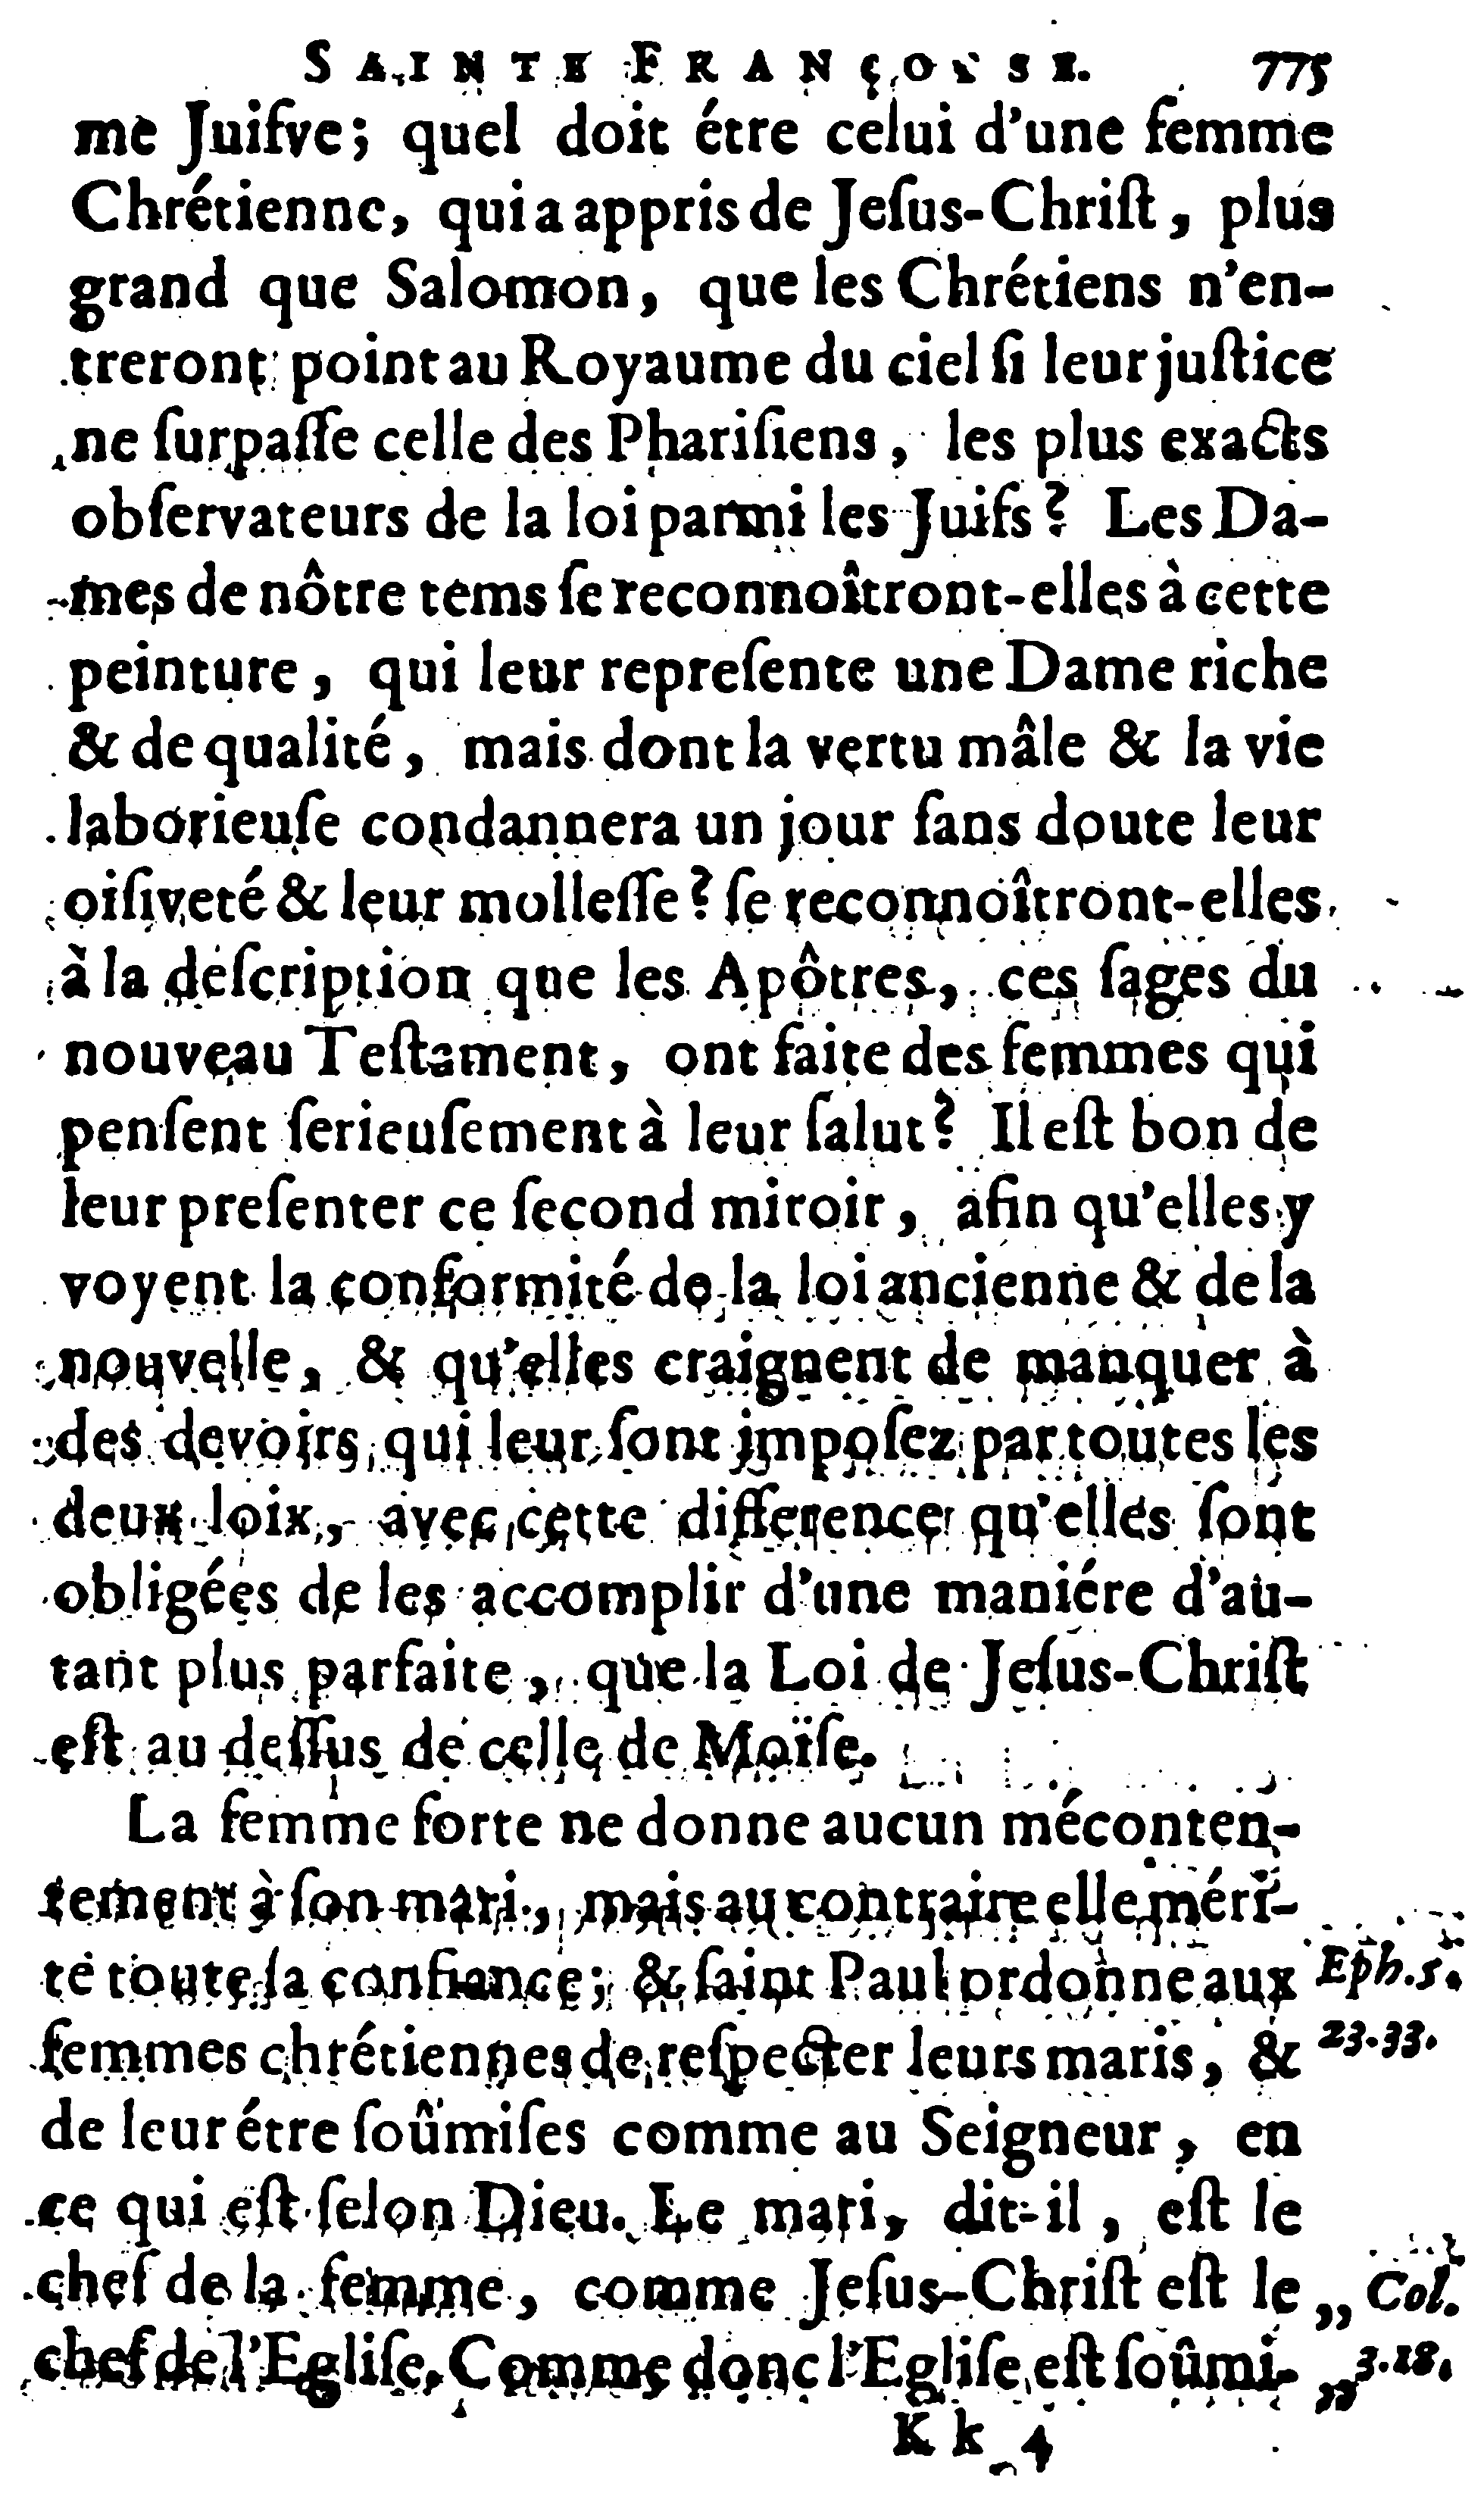 SAINTE FRANÇOYSE. 775
me Juifve; quel doit étre celui d'une femme
Chrétienne, qui a appris de Jeſus-Chriſt, plus
grand que Salomon, que les Chrétiens n'en-
treront point au Royaume du ciel ſi leur juſtice
ne ſurpaſſe celle des Phariſiens, les plus exacts
obſervateurs de la loi parmi les Juifs? Les Da-
mes de nôtre tems ſe reconnoîtront-elles à cette
peinture, qui leur repreſente une Dame riche
& de qualité, mais dont la vertu mâle & la vie
laborieuſe condannera un jour ſans doute leur
oiſiveté & leur molleſſe? ſe reconnoîtront-elles
à la deſcription que les Apôtres, ces ſages du
nouveau Teſtament, ont faite des femmes qui
penſent ſerieuſement à leur ſalut? Il eſt bon de
leur preſenter ce ſecond miroir, afin qu'elles y
voyent la conformité de la loi ancienne & de la
nouvelle, & qu'elles craignent de manquer à
des devoirs qui leur ſont impoſez par toutes les
deux loix, avec cette difference qu'elles ſont
obligées de les accomplir d'une maniére d'au-
tant plus parfaite, que la Loi de Jeſus-Chriſt
eſt au deſſus de celle de Moïſe.
La femme forte ne donne aucun méconten-
tement à ſon mari, mais au contraire elle méri-
te toute ſa confiance; & ſaint Paul ordonne aux Eph. 5.
femmes chrétiennes de reſpecter leurs maris, & 23. 33.
de leur étre ſoûmiſes comme au Seigneur, en
ce qui eſt ſelon Dieu. Le mari, dit-il, eſt le
chef de la femme, comme Jeſus-Chriſt eſt le „ Col.
chef de l'Egliſe. Comme donc l'Egliſe eſt ſoûmi- „ 3. 18.
Kk 4